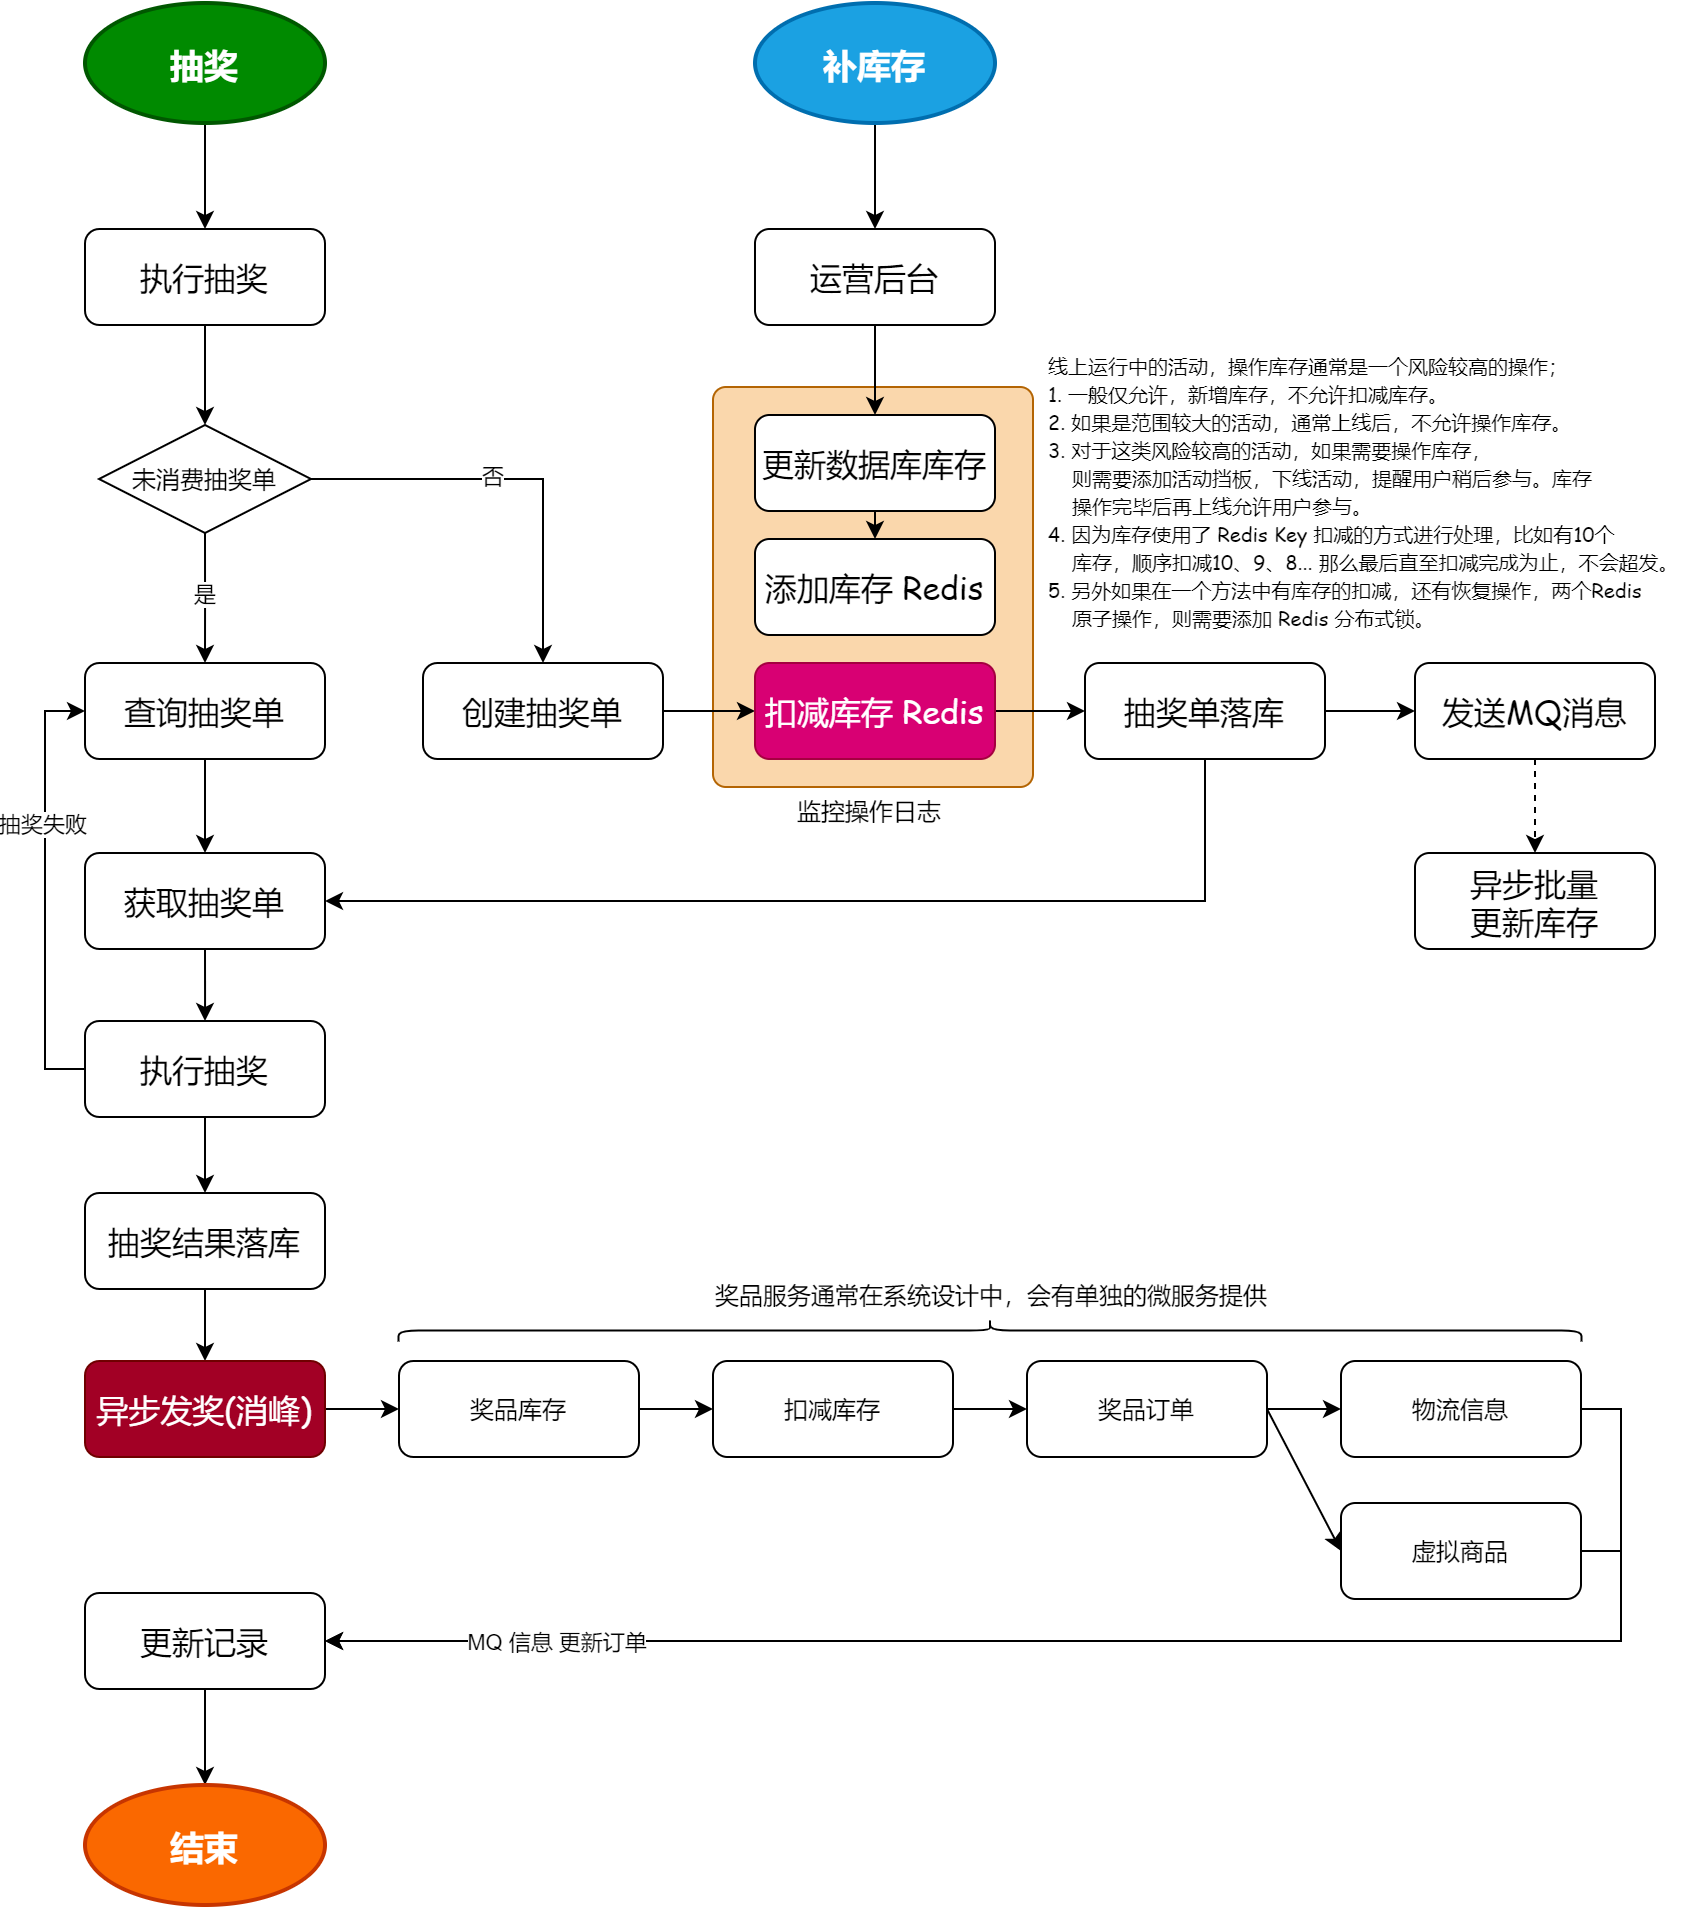 抽奖
补库存
执行抽奖
运营后台
线上运行中的活动，操作库存通常是一个风险较高的操作；
1. 一般仅允许，新增库存，不允许扣减库存。
2. 如果是范围较大的活动，通常上线后，不允许操作库存。
3. 对于这类风险较高的活动，如果需要操作库存，
则需要添加活动挡板，下线活动，提醒用户稍后参与。库存
操作完毕后再上线允许用户参与。
4. 因为库存使用了 Redis Key 扣减的方式进行处理，比如有10个
库存，顺序扣减10、9、8... 那么最后直至扣减完成为止，不会超发。
5. 另外如果在一个方法中有库存的扣减，还有恢复操作，两个Redis
原子操作，则需要添加 Redis 分布式锁。
未消费抽奖单
否
是
更新数据库库存
添加库存 Redis
查询抽奖单
创建抽奖单
扣减库存 Redis
抽奖单落库
发送MQ消息
监控操作日志
抽奖失败
获取抽奖单
异步批量
更新库存
执行抽奖
抽奖结果落库
奖品服务通常在系统设计中，会有单独的微服务提供
异步发奖(消峰)
奖品库存
扣减库存
奖品订单
物流信息
虚拟商品
更新记录
MQ 信息 更新订单
结束